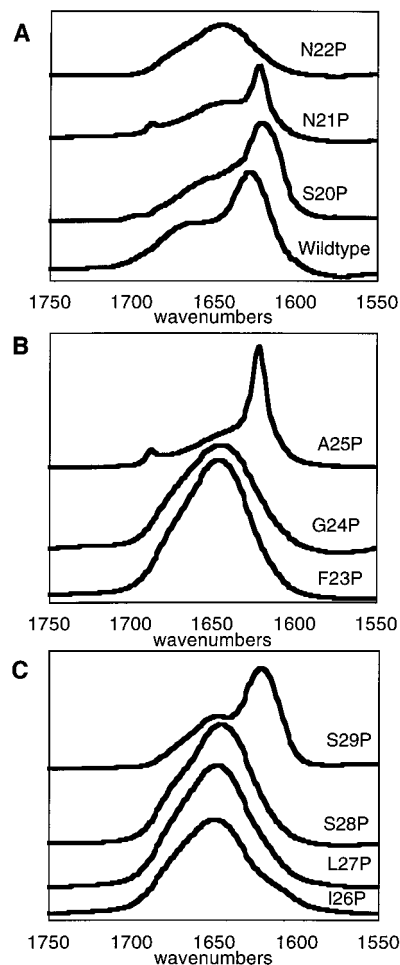 A
N22P
N21P
S20P
Wildtype
1750 1700 1650 1600 1550
wavenumbers
B
A25P
G24P
F23P
1750 1700 1650 1600 1550
wavenumbers
C
S29P
S28P
L27P
I26P
1750 1700 1650 1600 1550
wavenumbers